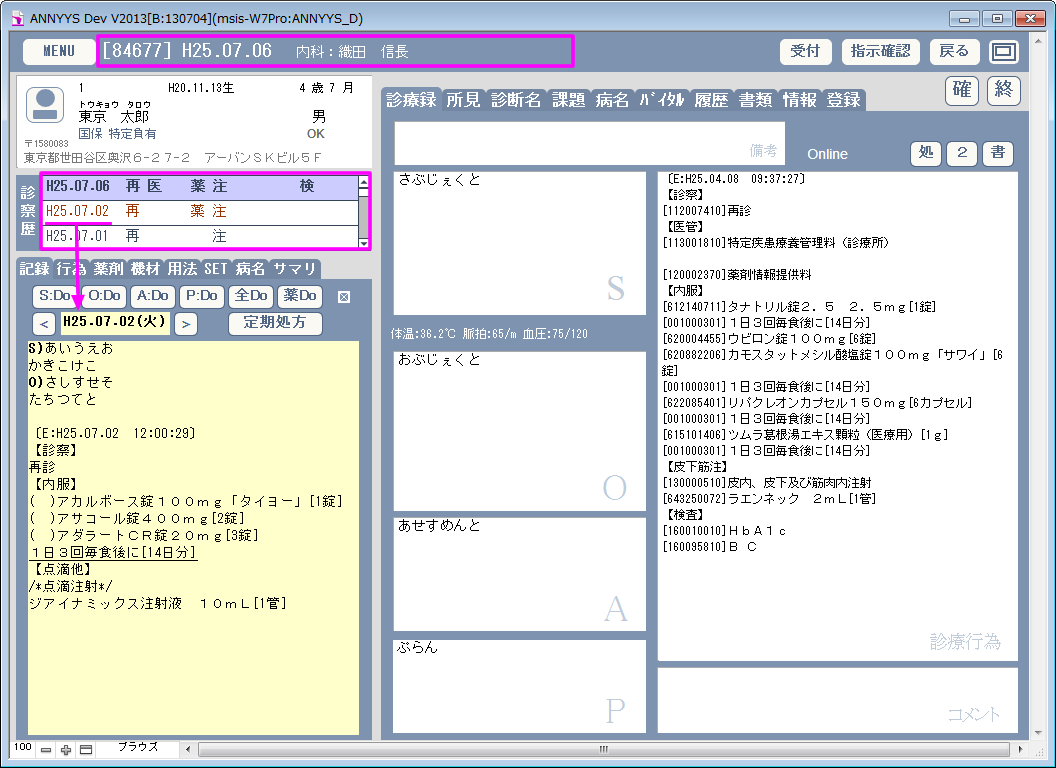 ANNYYS Dev V2013[B:130704](msis-W7Pro:ANNYYS_D)
MENU
[84677] H25.07.06 内科：織田 信長
受付 指示確認 戻る
1 H20.11.13生 4 歳 7 月
トウキョウ タロウ
東京 太郎 男
国保 特定負有 OK
〒1580083
東京都世田谷区奥沢６－２７－２ アーバンＳＫビル５Ｆ
確 終
診療録 所見 診断名 課題 病名 ﾊﾞｲﾀﾙ 履歴 書類 情報 登録
備考
Online
処 2 書
診察歴
H25.07.06 再 医 薬 注 検
H25.07.02 再 薬 注
H25.07.01 再 注
記録 行為 薬剤 機材 用法 SET 病名 サマリ
S:Do O:Do A:Do P:Do 全Do 薬Do
< H25.07.02(火) > 定期処方
S)あいうえお
かきこけこ
O)さしすせそ
たちつてと
〔E:H25.07.02 12:00:29〕
【診察】
再診
【内服】
( )アカルボース錠１００ｍｇ「タイヨー」[1錠]
( )アサコール錠４００ｍｇ[2錠]
( )アダラートＣＲ錠２０ｍｇ[3錠]
１日３回毎食後に[14日分]
【点滴他】
/*点滴注射*/
ジアイナミックス注射液 １０ｍＬ[1管]
さぶじぇくと
S
体温:36.2℃ 脈拍:65/m 血圧:75/120
おぶじぇくと
O
あせすめんと
A
ぷらん
P
〔E:H25.04.08 09:37:27〕
【診察】
[112007410]再診
【医管】
[113001810]特定疾患療養管理料（診療所）
[120002370]薬剤情報提供料
【内服】
[612140711]タナトリル錠２．５ ２．５ｍｇ[1錠]
[001000301]１日３回毎食後に[14日分]
[620004455]ウビロン錠１００ｍｇ[6錠]
[620882206]カモスタットメシル酸塩錠１００ｍｇ「サワイ」[6
錠]
[001000301]１日３回毎食後に[14日分]
[622085401]リパクレオンカプセル１５０ｍｇ[6カプセル]
[001000301]１日３回毎食後に[14日分]
[615101406]ツムラ葛根湯エキス顆粒（医療用）[1ｇ]
[001000301]１日３回毎食後に[14日分]
【皮下筋注】
[130000510]皮内、皮下及び筋肉内注射
[643250072]ラエンネック ２ｍＬ[1管]
【検査】
[160010010]ＨｂＡ１ｃ
[160095810]Ｂ Ｃ
診療行為
コメント
100 ブラウズ